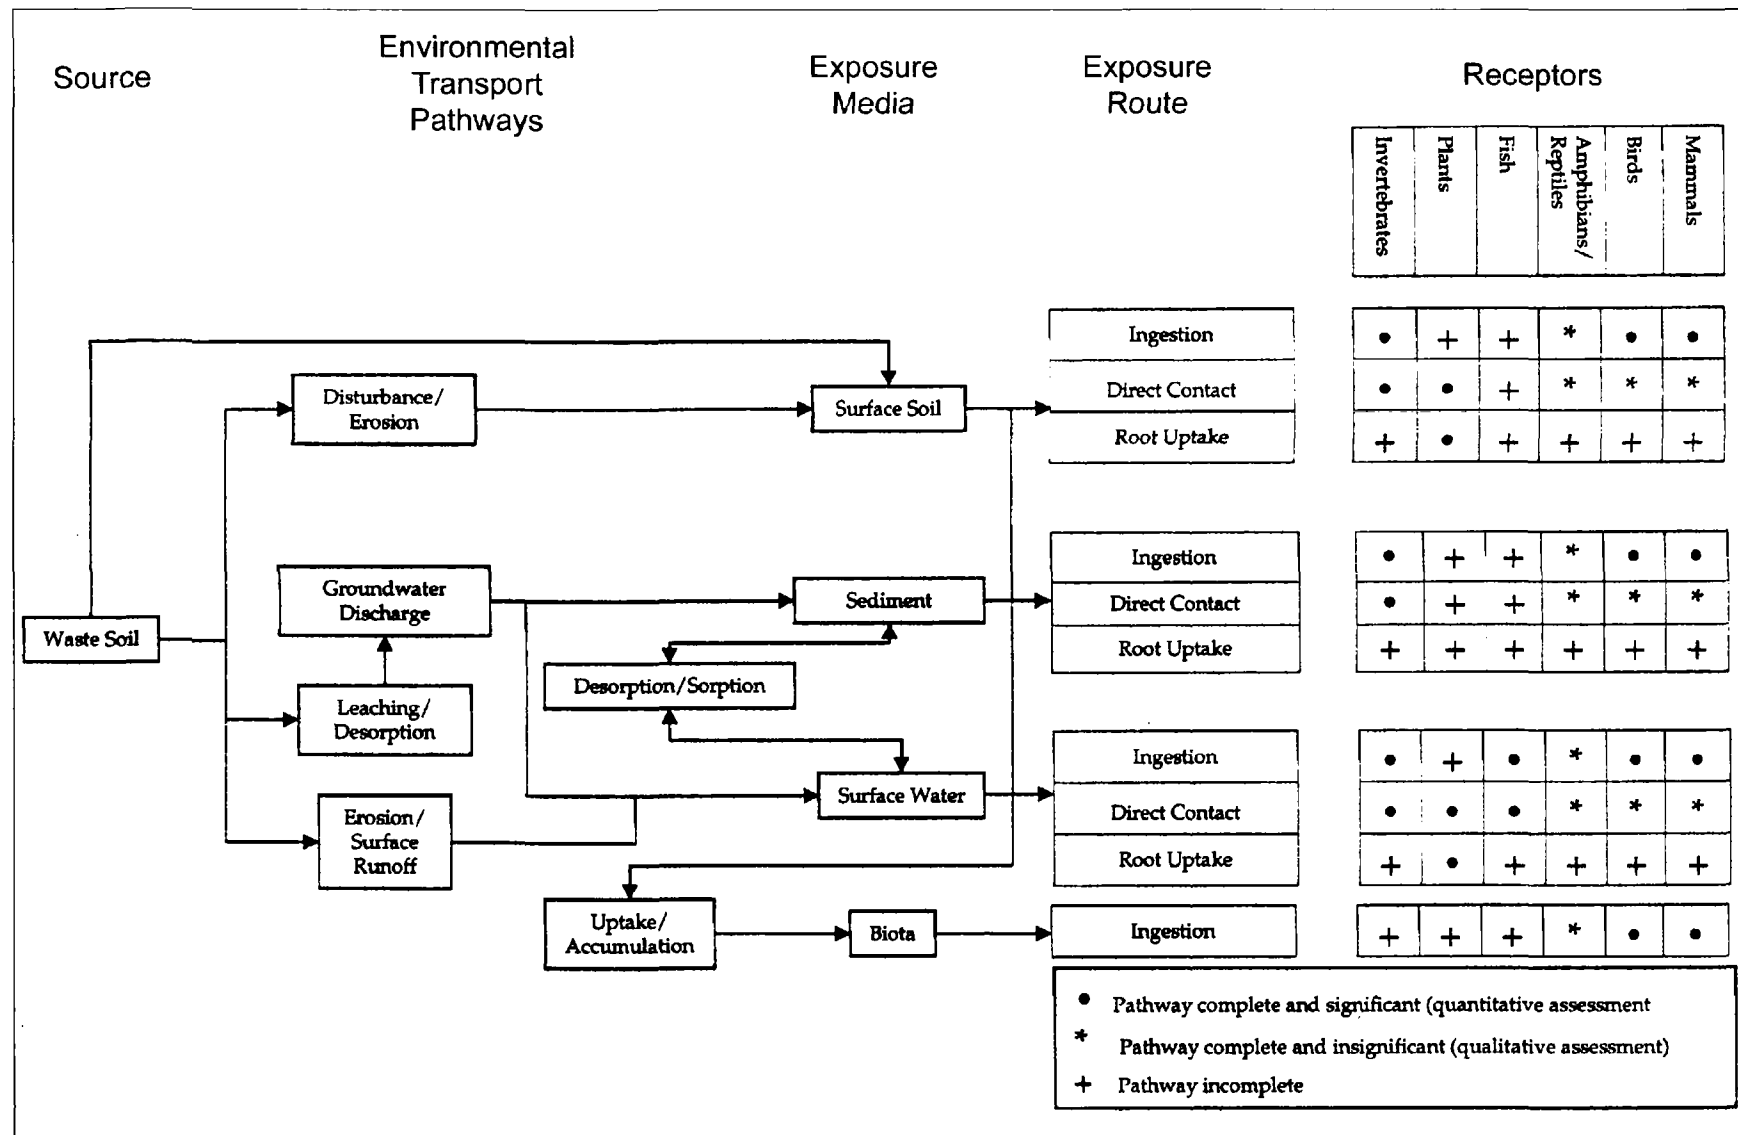 Source
Environmental
Transport
Pathways
Exposure
Media
Exposure
Route
Receptors
Invertebrates
Plants
Fish
Amphibians/
Reptiles
Birds
Mammals
Ingestion
• + + * • •
Disturbance/
Erosion
Surface Soil
Direct Contact
• • + * * *
Root Uptake
+ • + + + +
Ingestion
• + + * • •
Groundwater
Discharge
Sediment
Direct Contact
• + + * * *
Waste Soil
Root Uptake
+ + + + + +
Desorption/Sorption
Leaching/
Desorption
Ingestion
• + • * • •
Surface Water
Direct Contact
• • • * * *
Erosion/
Surface
Runoff
Root Uptake
+ • + + + +
Uptake/
Accumulation
Biota
Ingestion
+ + + * • •
• Pathway complete and significant (quantitative assessment
* Pathway complete and insignificant (qualitative assessment)
+ Pathway incomplete